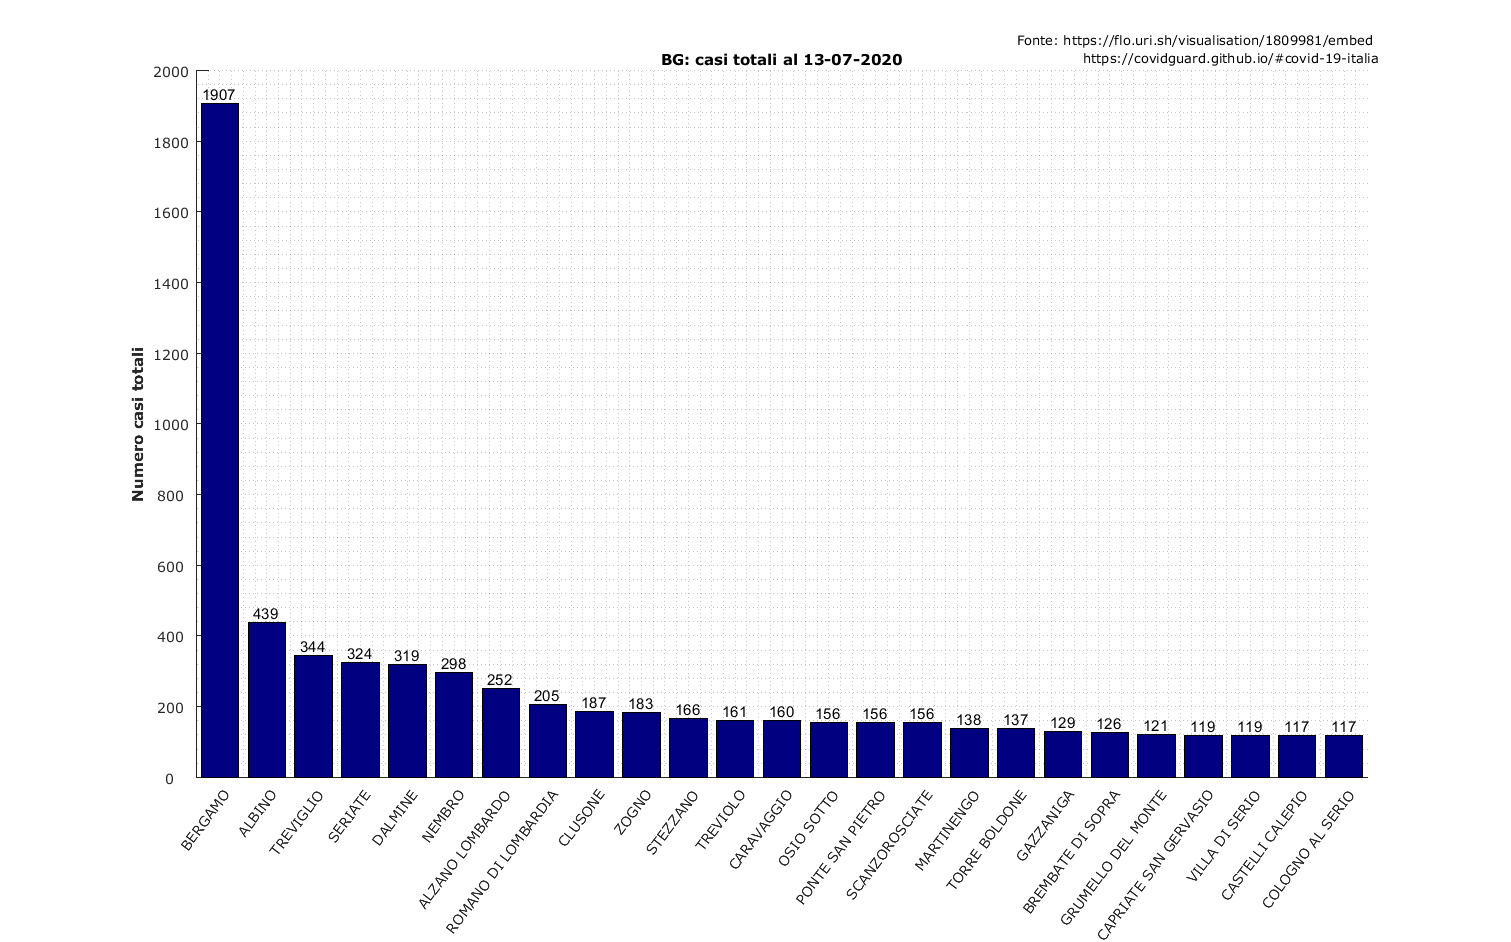 Fonte: https://flo.uri.sh/visualisation/1809981/embed
https://covidguard.github.io/#covid-19-italia
BG: casi totali al 13-07-2020
Numero casi totali
2000
1800
1600
1400
1200
1000
800
600
400
200
0
1907
439
344
324
319
298
252
205
187
183
166
161
160
156
156
156
138
137
129
126
121
119
119
117
117
BERGAMO
ALBINO
TREVIGLIO
SERIATE
DALMINE
NEMBRO
ALZANO LOMBARDO
ROMANO DI LOMBARDIA
CLUSONE
ZOGNO
STEZZANO
TREVIOLO
CARAVAGGIO
OSIO SOTTO
PONTE SAN PIETRO
SCANZOROSCIATE
MARTINENGO
TORRE BOLDONE
GAZZANIGA
BREMBATE DI SOPRA
GRUMELLO DEL MONTE
CAPRIATE SAN GERVASIO
VILLA DI SERIO
CASTELLI CALEPIO
COLOGNO AL SERIO